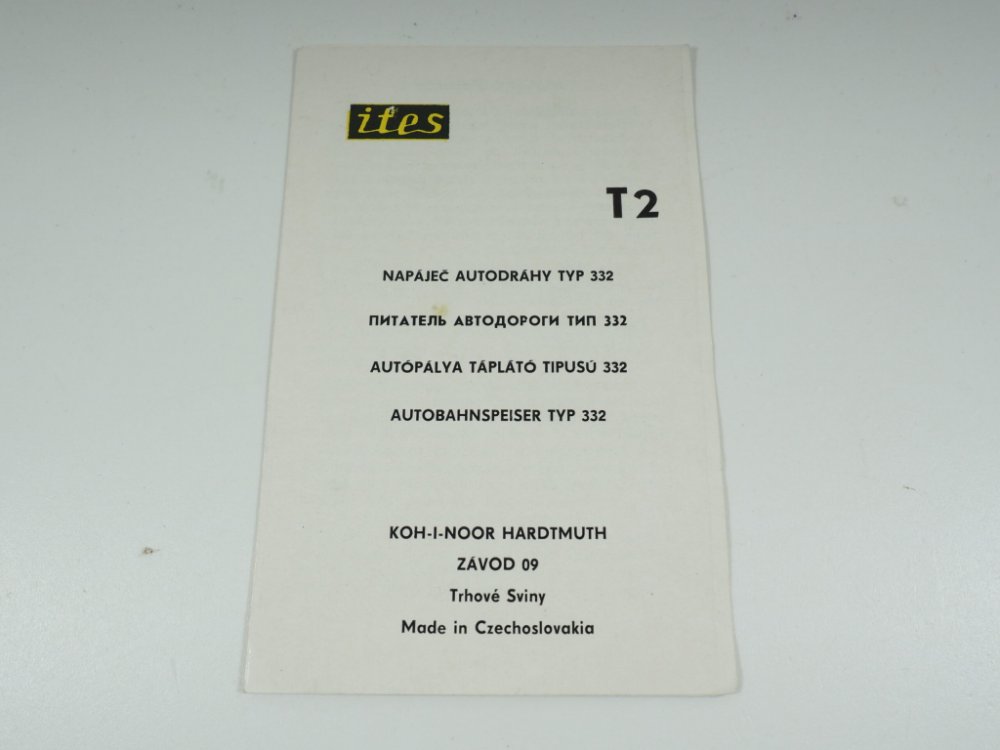 ites
T2
NAPÁJEČ AUTODRÁHY TYP 332
ПИТАТЕЛЬ АВТОДОРОГИ ТИП 332
AUTÓPÁLYA TÁPLÁTÓ TIPUSÚ 332
AUTOBAHNSPEISER TYP 332
KOH-I-NOOR HARDTMUTH
ZÁVOD 09
Trhové Sviny
Made in Czechoslovakia